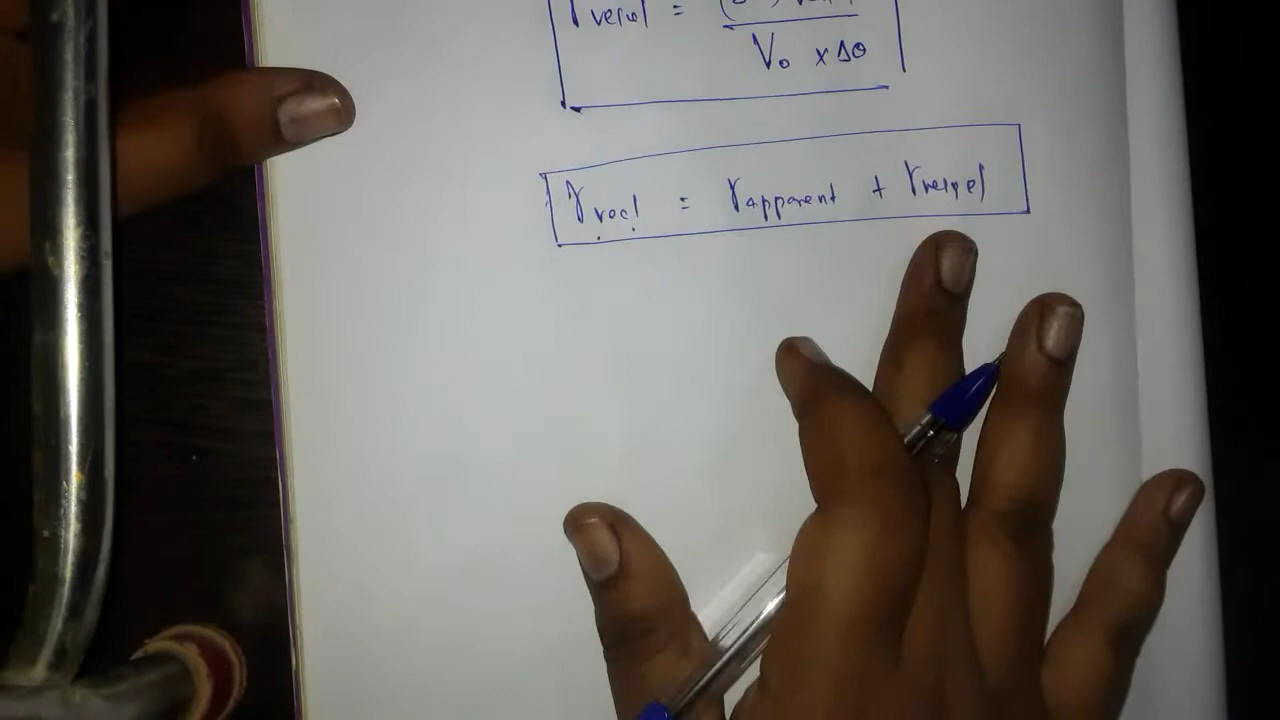 γvessel =
V₀ × Δθ
γreal = γapparent + γvessel